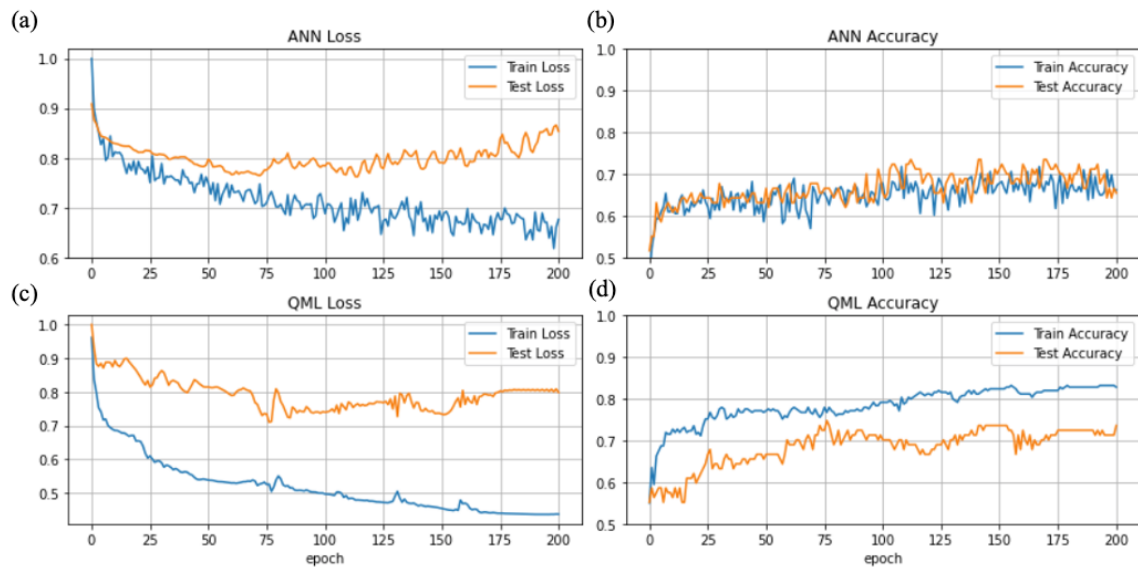 (a)
ANN Loss
1.0
0.9
0.8
0.7
0.6
0 25 50 75 100 125 150 175 200
Train Loss
Test Loss
(b)
ANN Accuracy
1.0
0.9
0.8
0.7
0.6
0.5
0 25 50 75 100 125 150 175 200
Train Accuracy
Test Accuracy
(c)
QML Loss
1.0
0.9
0.8
0.7
0.6
0.5
0 25 50 75 100 125 150 175 200
epoch
Train Loss
Test Loss
(d)
QML Accuracy
1.0
0.9
0.8
0.7
0.6
0.5
0 25 50 75 100 125 150 175 200
epoch
Train Accuracy
Test Accuracy